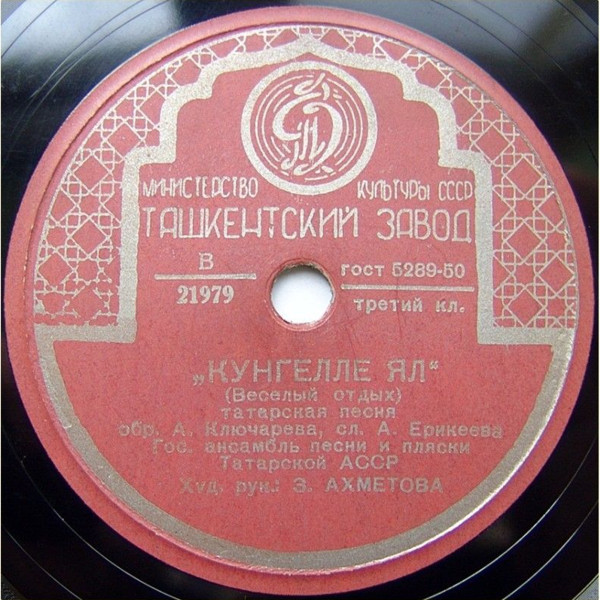 МИНИСТЕРСТВО КУЛЬТУРЫ СССР
ТАШКЕНТСКИЙ ЗАВОД
В
21979
ГОСТ 5289-50
третий кл.
„КУНГЕЛЛЕ ЯЛ“
(Веселый отдых)
татарская песня
обр. А. Ключарева, сл. А. Ерикеева
Гос. ансамбль песни и пляски
Татарской АССР
Худ. рук.: З. АХМЕТОВА